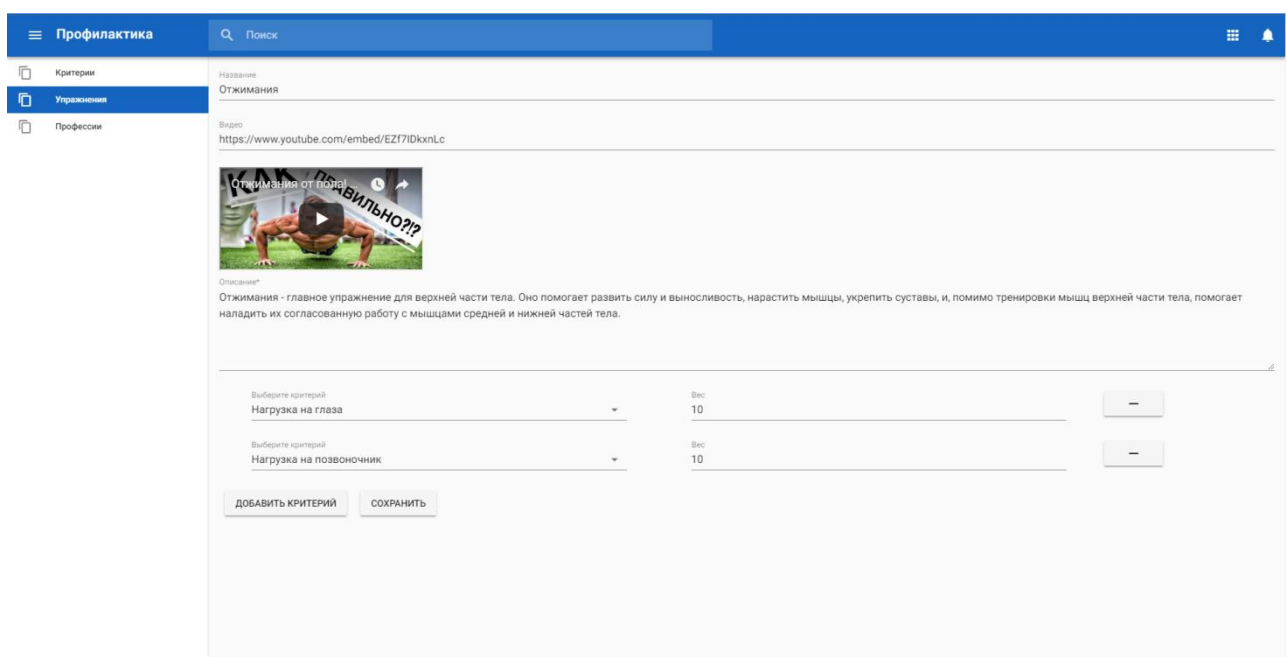 Профилактика
Поиск
Критерии
Упражнения
Профессии
Название
Отжимания
Видео
https://www.youtube.com/embed/EZf7IDkxnLc
Отжимания от пола!
КАК ПРАВИЛЬНО?!?
Описание*
Отжимания - главное упражнение для верхней части тела. Оно помогает развить силу и выносливость, нарастить мышцы, укрепить суставы, и, помимо тренировки мышц верхней части тела, помогает
наладить их согласованную работу с мышцами средней и нижней частей тела.
Выберите критерий
Вес
Нагрузка на глаза
10
Выберите критерий
Вес
Нагрузка на позвоночник
10
ДОБАВИТЬ КРИТЕРИЙ СОХРАНИТЬ